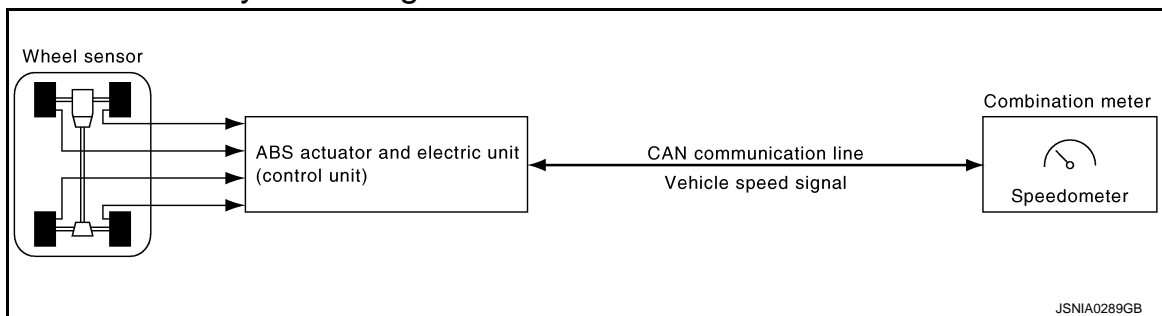 Wheel sensor
ABS actuator and electric unit
(control unit)
CAN communication line
Vehicle speed signal
Combination meter
Speedometer
JSNIA0289GB